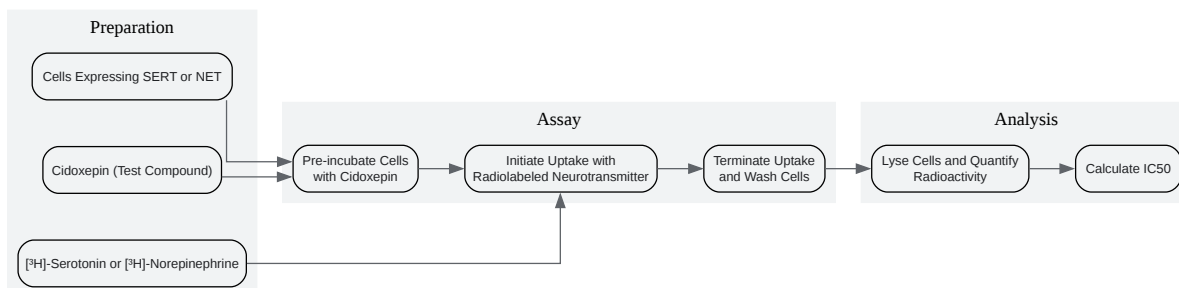 Preparation
Cells Expressing SERT or NET
Cidoxepin (Test Compound)
[³H]-Serotonin or [³H]-Norepinephrine
Assay
Pre-incubate Cells
with Cidoxepin
Initiate Uptake with
Radiolabeled Neurotransmitter
Terminate Uptake
and Wash Cells
Analysis
Lyse Cells and Quantify
Radioactivity
Calculate IC50